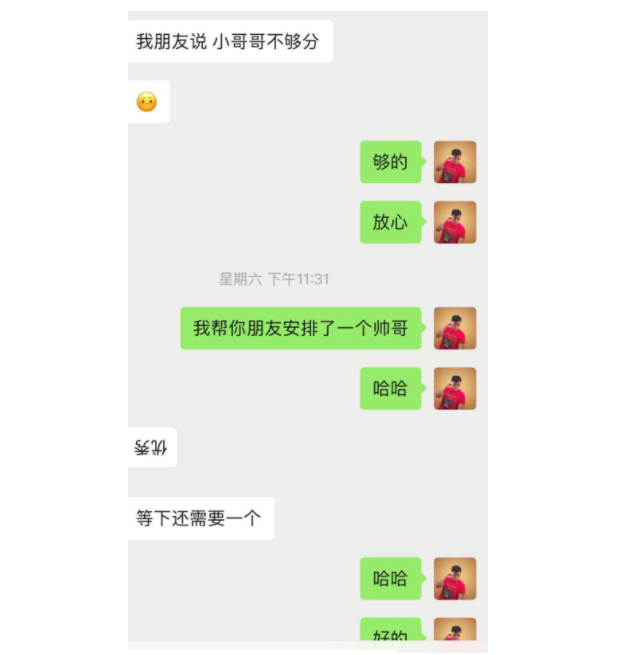 我朋友说 小哥哥不够分
够的
放心
星期六 下午11:31
我帮你朋友安排了一个帅哥
哈哈
优秀
等下还需要一个
哈哈
好的